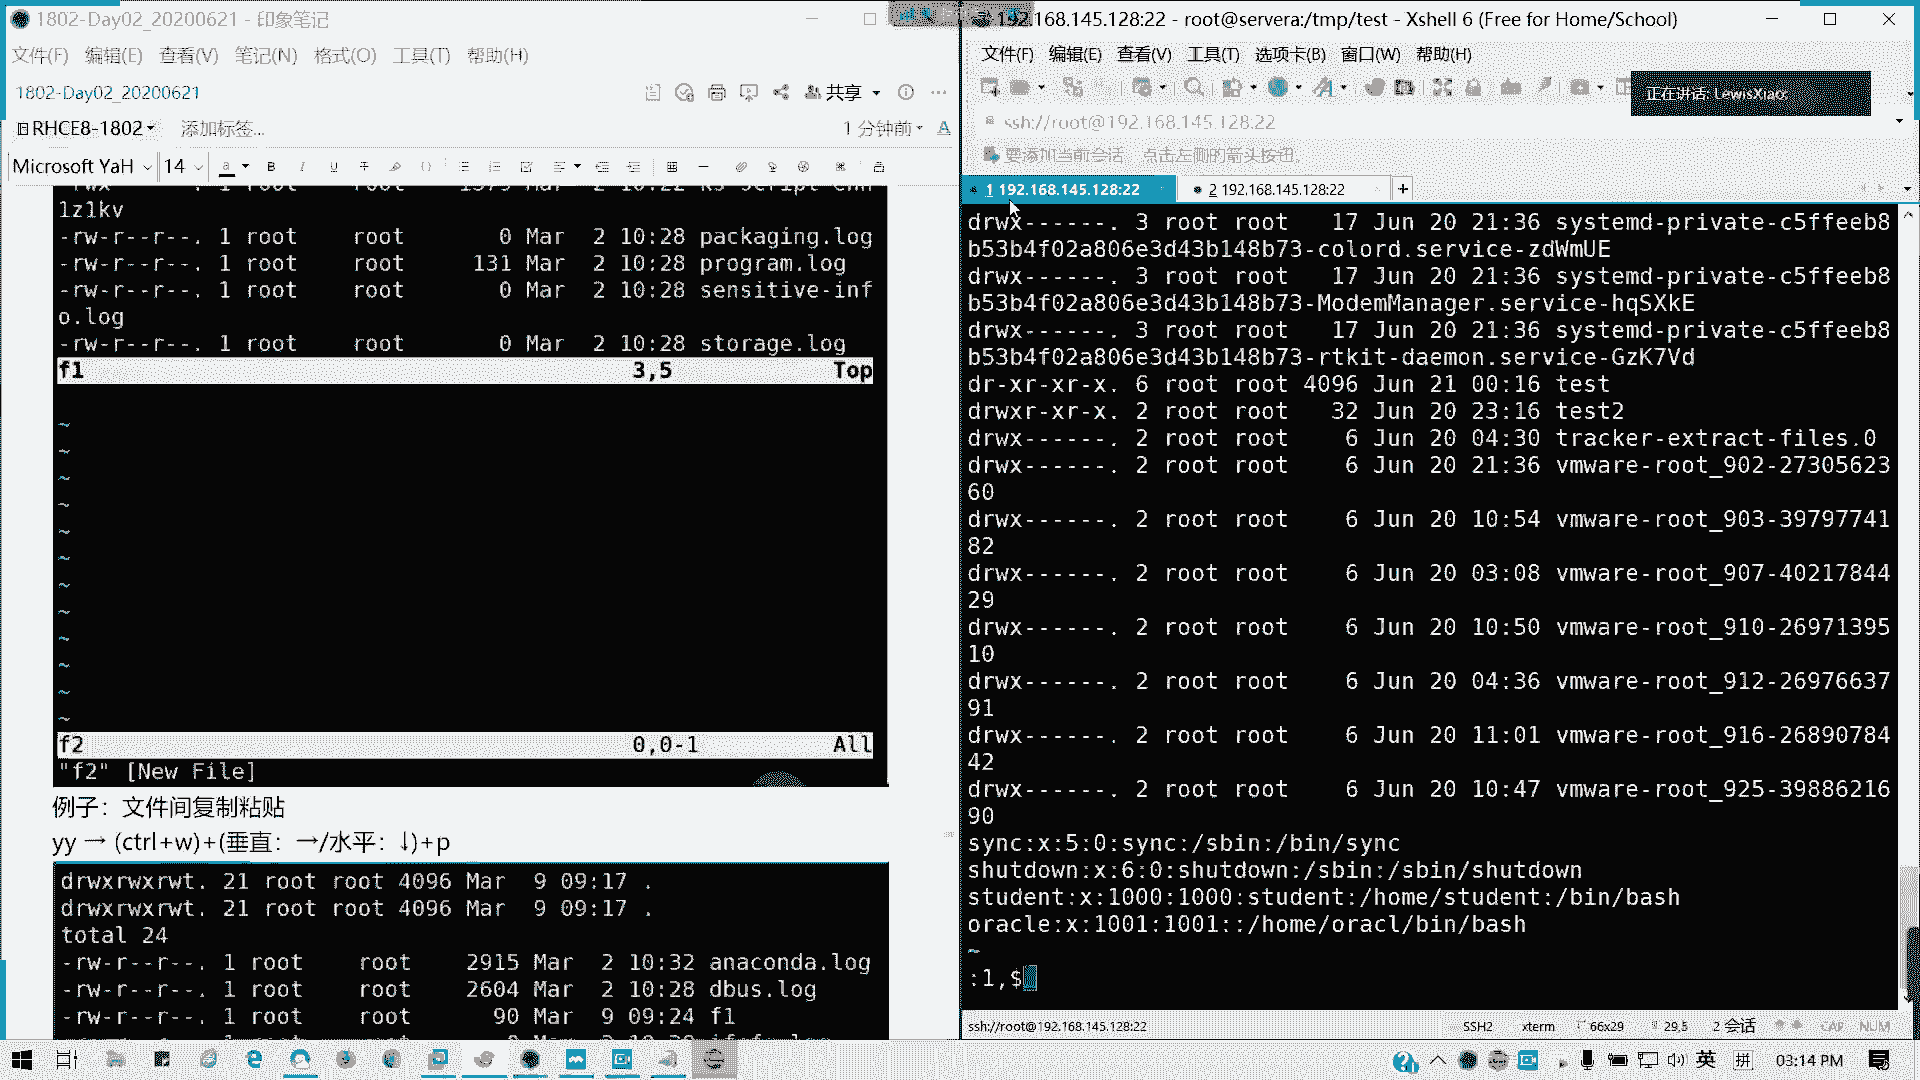 1802-Day02_20200621 - 印象笔记
文件(F) 编辑(E) 查看(V) 笔记(N) 格式(O) 工具(T) 帮助(H)
1802-Day02_20200621
共享
RHCE8-1802 添加标签...
1 分钟前
Microsoft YaH 14
1z1kv
-rw-r--r--. 1 root root 0 Mar 2 10:28 packaging.log
-rw-r--r--. 1 root root 131 Mar 2 10:28 program.log
-rw-r--r--. 1 root root 0 Mar 2 10:28 sensitive-inf
o.log
-rw-r--r--. 1 root root 0 Mar 2 10:28 storage.log
f1 3,5 Top
~
~
~
~
~
~
~
~
~
~
~
~
f2 0,0-1 All
"f2" [New File]
例子：文件间复制粘贴
yy → (ctrl+w)+(垂直：→/水平：↓)+p
drwxrwxrwt. 21 root root 4096 Mar 9 09:17 .
drwxrwxrwt. 21 root root 4096 Mar 9 09:17 .
total 24
-rw-r--r--. 1 root root 2915 Mar 2 10:32 anaconda.log
-rw-r--r--. 1 root root 2604 Mar 2 10:28 dbus.log
-rw-r--r--. 1 root root 90 Mar 9 09:24 f1
192.168.145.128:22 - root@servera:/tmp/test - Xshell 6 (Free for Home/School)
文件(F) 编辑(E) 查看(V) 工具(T) 选项卡(B) 窗口(W) 帮助(H)
正在讲话: LewisXiao;
ssh://root@192.168.145.128:22
要添加当前会话，点击左侧的箭头按钮。
1 192.168.145.128:22
2 192.168.145.128:22
drwx------. 3 root root 17 Jun 20 21:36 systemd-private-c5ffeeb8
b53b4f02a806e3d43b148b73-colord.service-zdWmUE
drwx------. 3 root root 17 Jun 20 21:36 systemd-private-c5ffeeb8
b53b4f02a806e3d43b148b73-ModemManager.service-hqSXkE
drwx------. 3 root root 17 Jun 20 21:36 systemd-private-c5ffeeb8
b53b4f02a806e3d43b148b73-rtkit-daemon.service-GzK7Vd
dr-xr-xr-x. 6 root root 4096 Jun 21 00:16 test
drwxr-xr-x. 2 root root 32 Jun 20 23:16 test2
drwx------. 2 root root 6 Jun 20 04:30 tracker-extract-files.0
drwx------. 2 root root 6 Jun 20 21:36 vmware-root_902-27305623
60
drwx------. 2 root root 6 Jun 20 10:54 vmware-root_903-39797741
82
drwx------. 2 root root 6 Jun 20 03:08 vmware-root_907-40217844
29
drwx------. 2 root root 6 Jun 20 10:50 vmware-root_910-26971395
10
drwx------. 2 root root 6 Jun 20 04:36 vmware-root_912-26976637
91
drwx------. 2 root root 6 Jun 20 11:01 vmware-root_916-26890784
42
drwx------. 2 root root 6 Jun 20 10:47 vmware-root_925-39886216
90
sync:x:5:0:sync:/sbin:/bin/sync
shutdown:x:6:0:shutdown:/sbin:/sbin/shutdown
student:x:1000:1000:student:/home/student:/bin/bash
oracle:x:1001:1001::/home/oracl/bin/bash
~
:1,$
ssh://root@192.168.145.128:22 SSH2 xterm 66x29 29,5 2 会话 CAP NUM
英 拼 03:14 PM